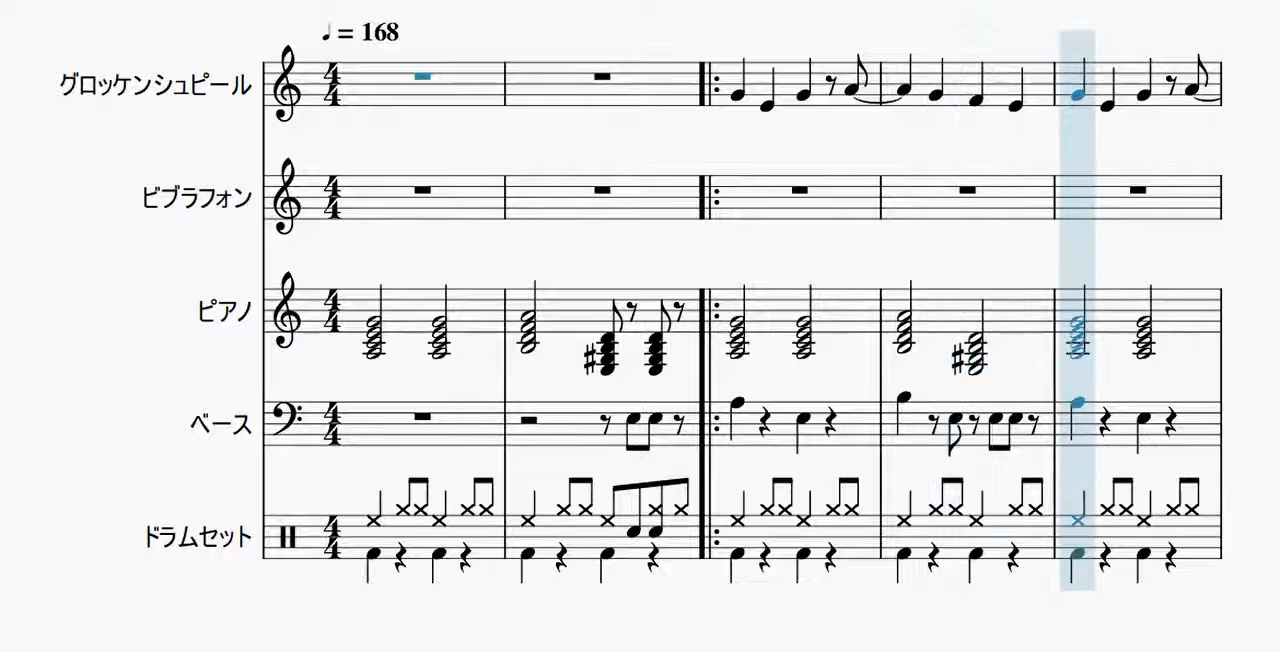 ♩ = 168
グロッケンシュピール
ビブラフォン
ピアノ
ベース
ドラムセット